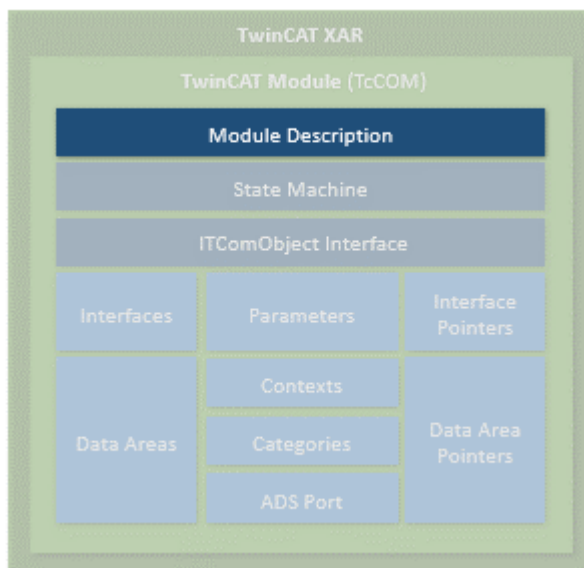 TwinCAT XAR
TwinCAT Module (TcCOM)
Module Description
State Machine
ITComObject Interface
Interfaces
Parameters
Interface
Pointers
Data Areas
Contexts
Categories
ADS Port
Data Area
Pointers